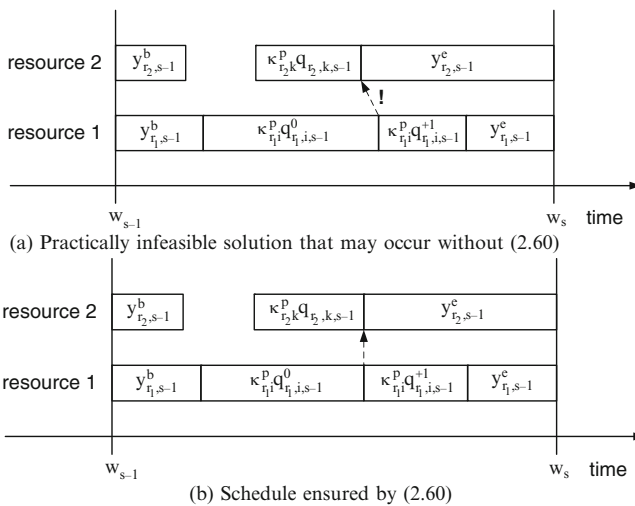 resource 2 y^b_{r_2,s−1} κ^p_{r_2k}q_{r_2,k,s−1} y^e_{r_2,s−1}
!
resource 1 y^b_{r_1,s−1} κ^p_{r_1i}q^0_{r_1,i,s−1} κ^p_{r_1i}q^{+1}_{r_1,i,s−1} y^e_{r_1,s−1}
w_{s−1} w_s time
(a) Practically infeasible solution that may occur without (2.60)
resource 2 y^b_{r_2,s−1} κ^p_{r_2k}q_{r_2,k,s−1} y^e_{r_2,s−1}
resource 1 y^b_{r_1,s−1} κ^p_{r_1i}q^0_{r_1,i,s−1} κ^p_{r_1i}q^{+1}_{r_1,i,s−1} y^e_{r_1,s−1}
w_{s−1} w_s time
(b) Schedule ensured by (2.60)